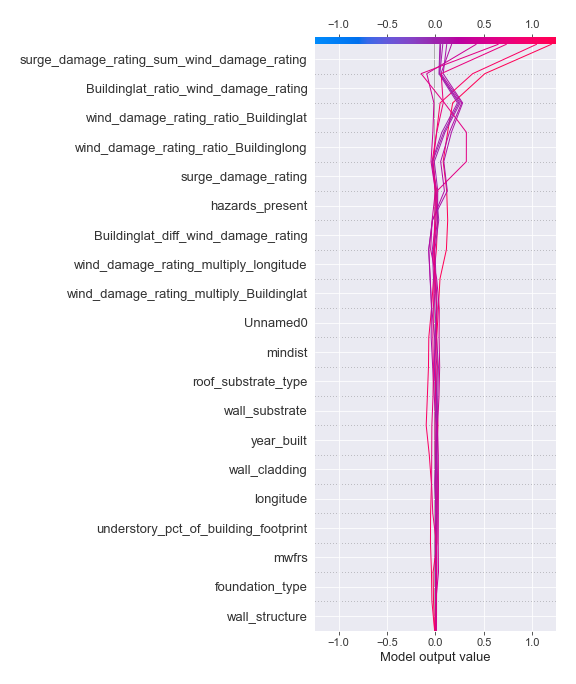 −1.0 −0.5 0.0 0.5 1.0
surge_damage_rating_sum_wind_damage_rating
Buildinglat_ratio_wind_damage_rating
wind_damage_rating_ratio_Buildinglat
wind_damage_rating_ratio_Buildinglong
surge_damage_rating
hazards_present
Buildinglat_diff_wind_damage_rating
wind_damage_rating_multiply_longitude
wind_damage_rating_multiply_Buildinglat
Unnamed0
mindist
roof_substrate_type
wall_substrate
year_built
wall_cladding
longitude
understory_pct_of_building_footprint
mwfrs
foundation_type
wall_structure
−1.0 −0.5 0.0 0.5 1.0
Model output value